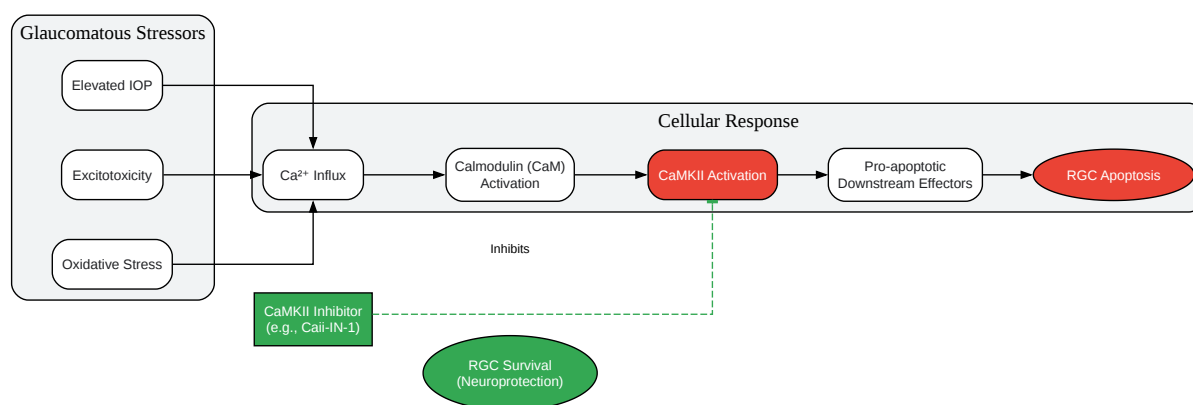 Glaucomatous Stressors
Elevated IOP
Cellular Response
Excitotoxicity
Ca²⁺ Influx
Calmodulin (CaM)
Activation
CaMKII Activation
Pro-apoptotic
Downstream Effectors
RGC Apoptosis
Oxidative Stress
Inhibits
CaMKII Inhibitor
(e.g., Caii-IN-1)
RGC Survival
(Neuroprotection)